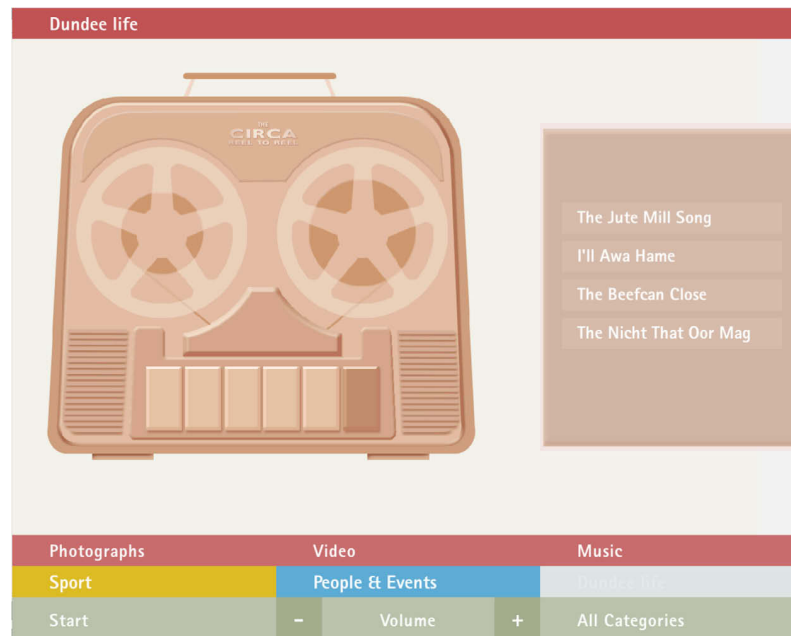 Dundee life
THE
CIRCA
REEL TO REEL
The Jute Mill Song
I'll Awa Hame
The Beefcan Close
The Nicht That Oor Mag
Photographs Video Music
Sport People & Events Dundee life
Start - Volume + All Categories